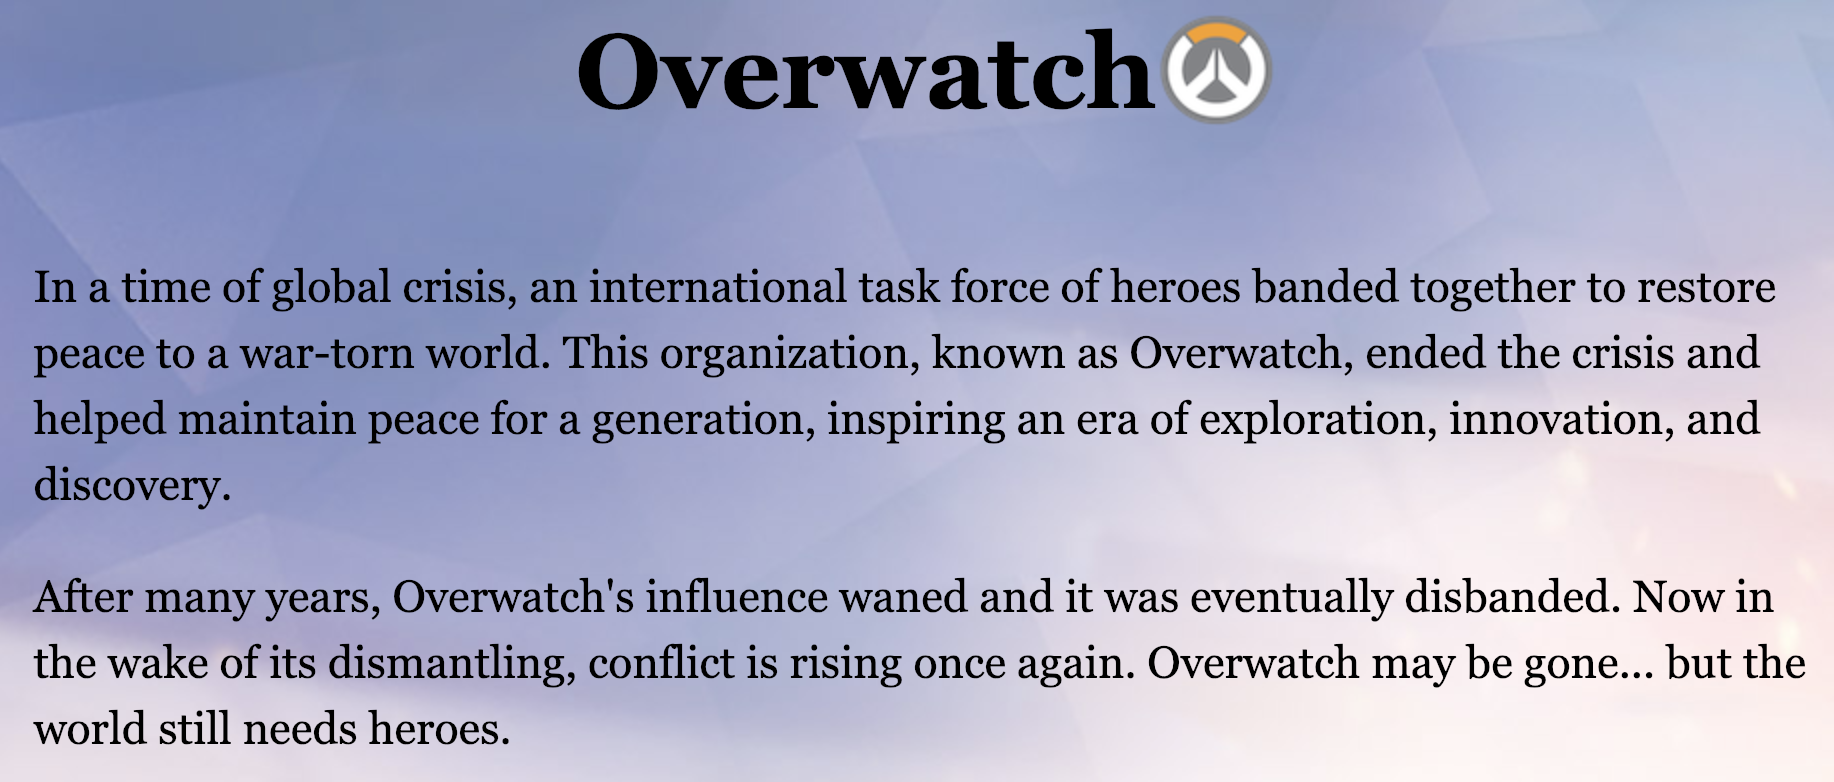 Overwatch
In a time of global crisis, an international task force of heroes banded together to restore
peace to a war-torn world. This organization, known as Overwatch, ended the crisis and
helped maintain peace for a generation, inspiring an era of exploration, innovation, and
discovery.
After many years, Overwatch's influence waned and it was eventually disbanded. Now in
the wake of its dismantling, conflict is rising once again. Overwatch may be gone... but the
world still needs heroes.